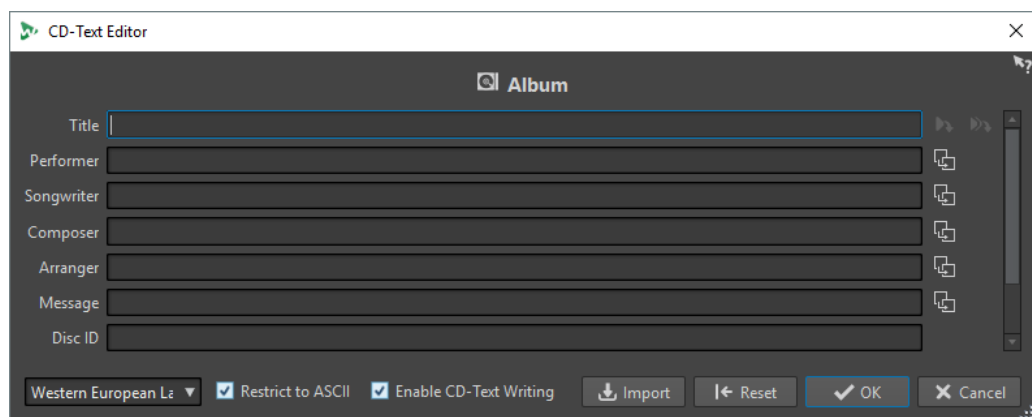 CD-Text Editor
Album
Title
Performer
Songwriter
Composer
Arranger
Message
Disc ID
Western European La Restrict to ASCII Enable CD-Text Writing Import Reset OK Cancel